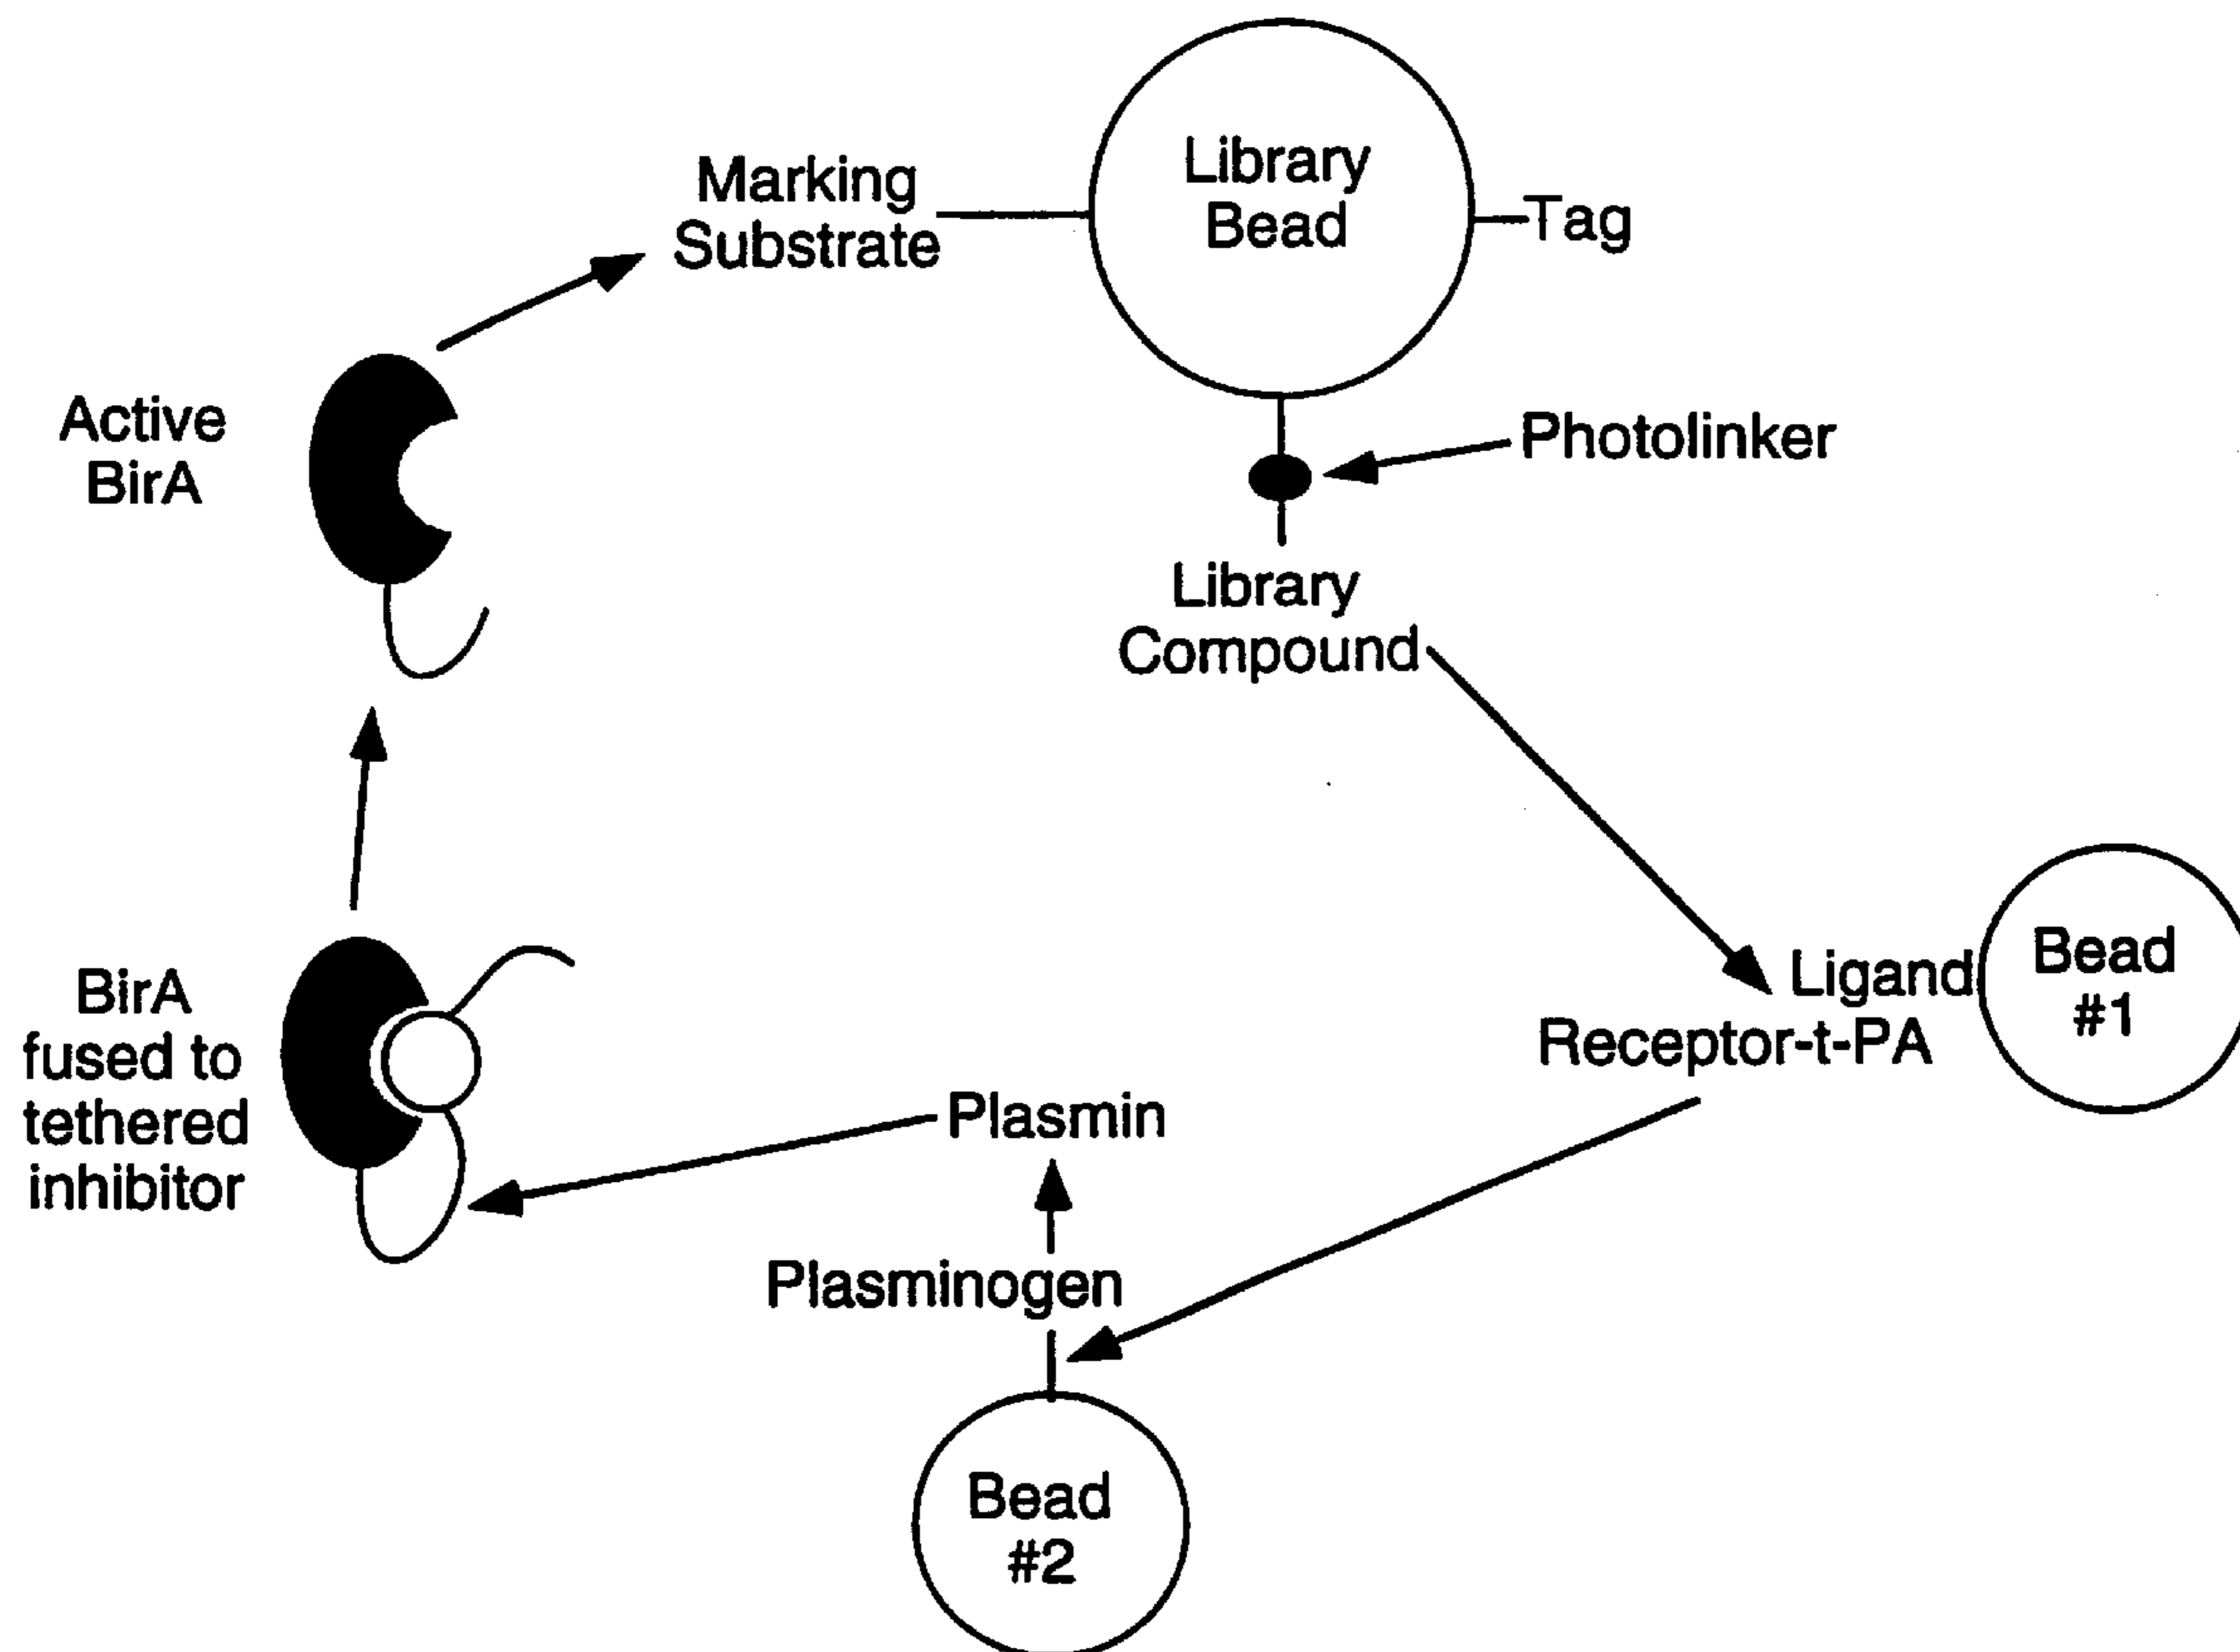 Library
Bead
Marking
Substrate
Tag
Active
BirA
Photolinker
Library
Compound
BirA
fused to
tethered
inhibitor
Ligand
Receptor-t-PA
Bead
#1
Plasmin
Plasminogen
Bead
#2